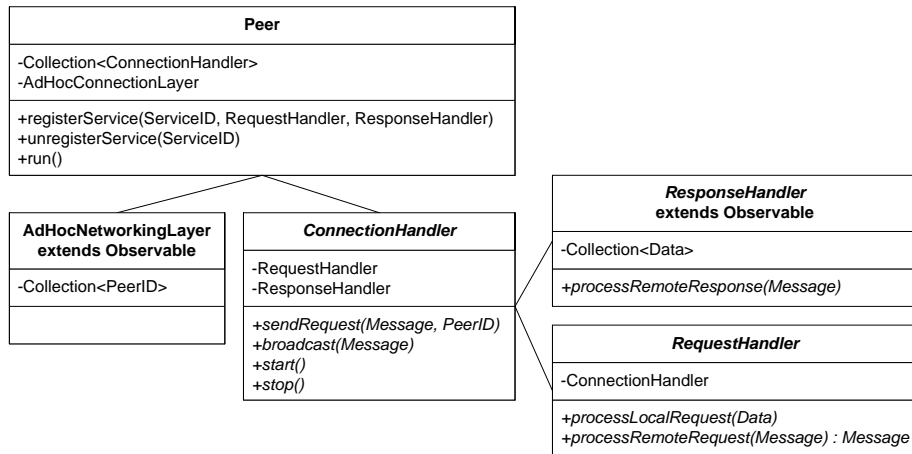 Peer
-Collection<ConnectionHandler>
-AdHocConnectionLayer
+registerService(ServiceID, RequestHandler, ResponseHandler)
+unregisterService(ServiceID)
+run()
AdHocNetworkingLayer
extends Observable
-Collection<PeerID>
ConnectionHandler
-RequestHandler
-ResponseHandler
+sendRequest(Message, PeerID)
+broadcast(Message)
+start()
+stop()
ResponseHandler
extends Observable
-Collection<Data>
+processRemoteResponse(Message)
RequestHandler
-ConnectionHandler
+processLocalRequest(Data)
+processRemoteRequest(Message) : Message